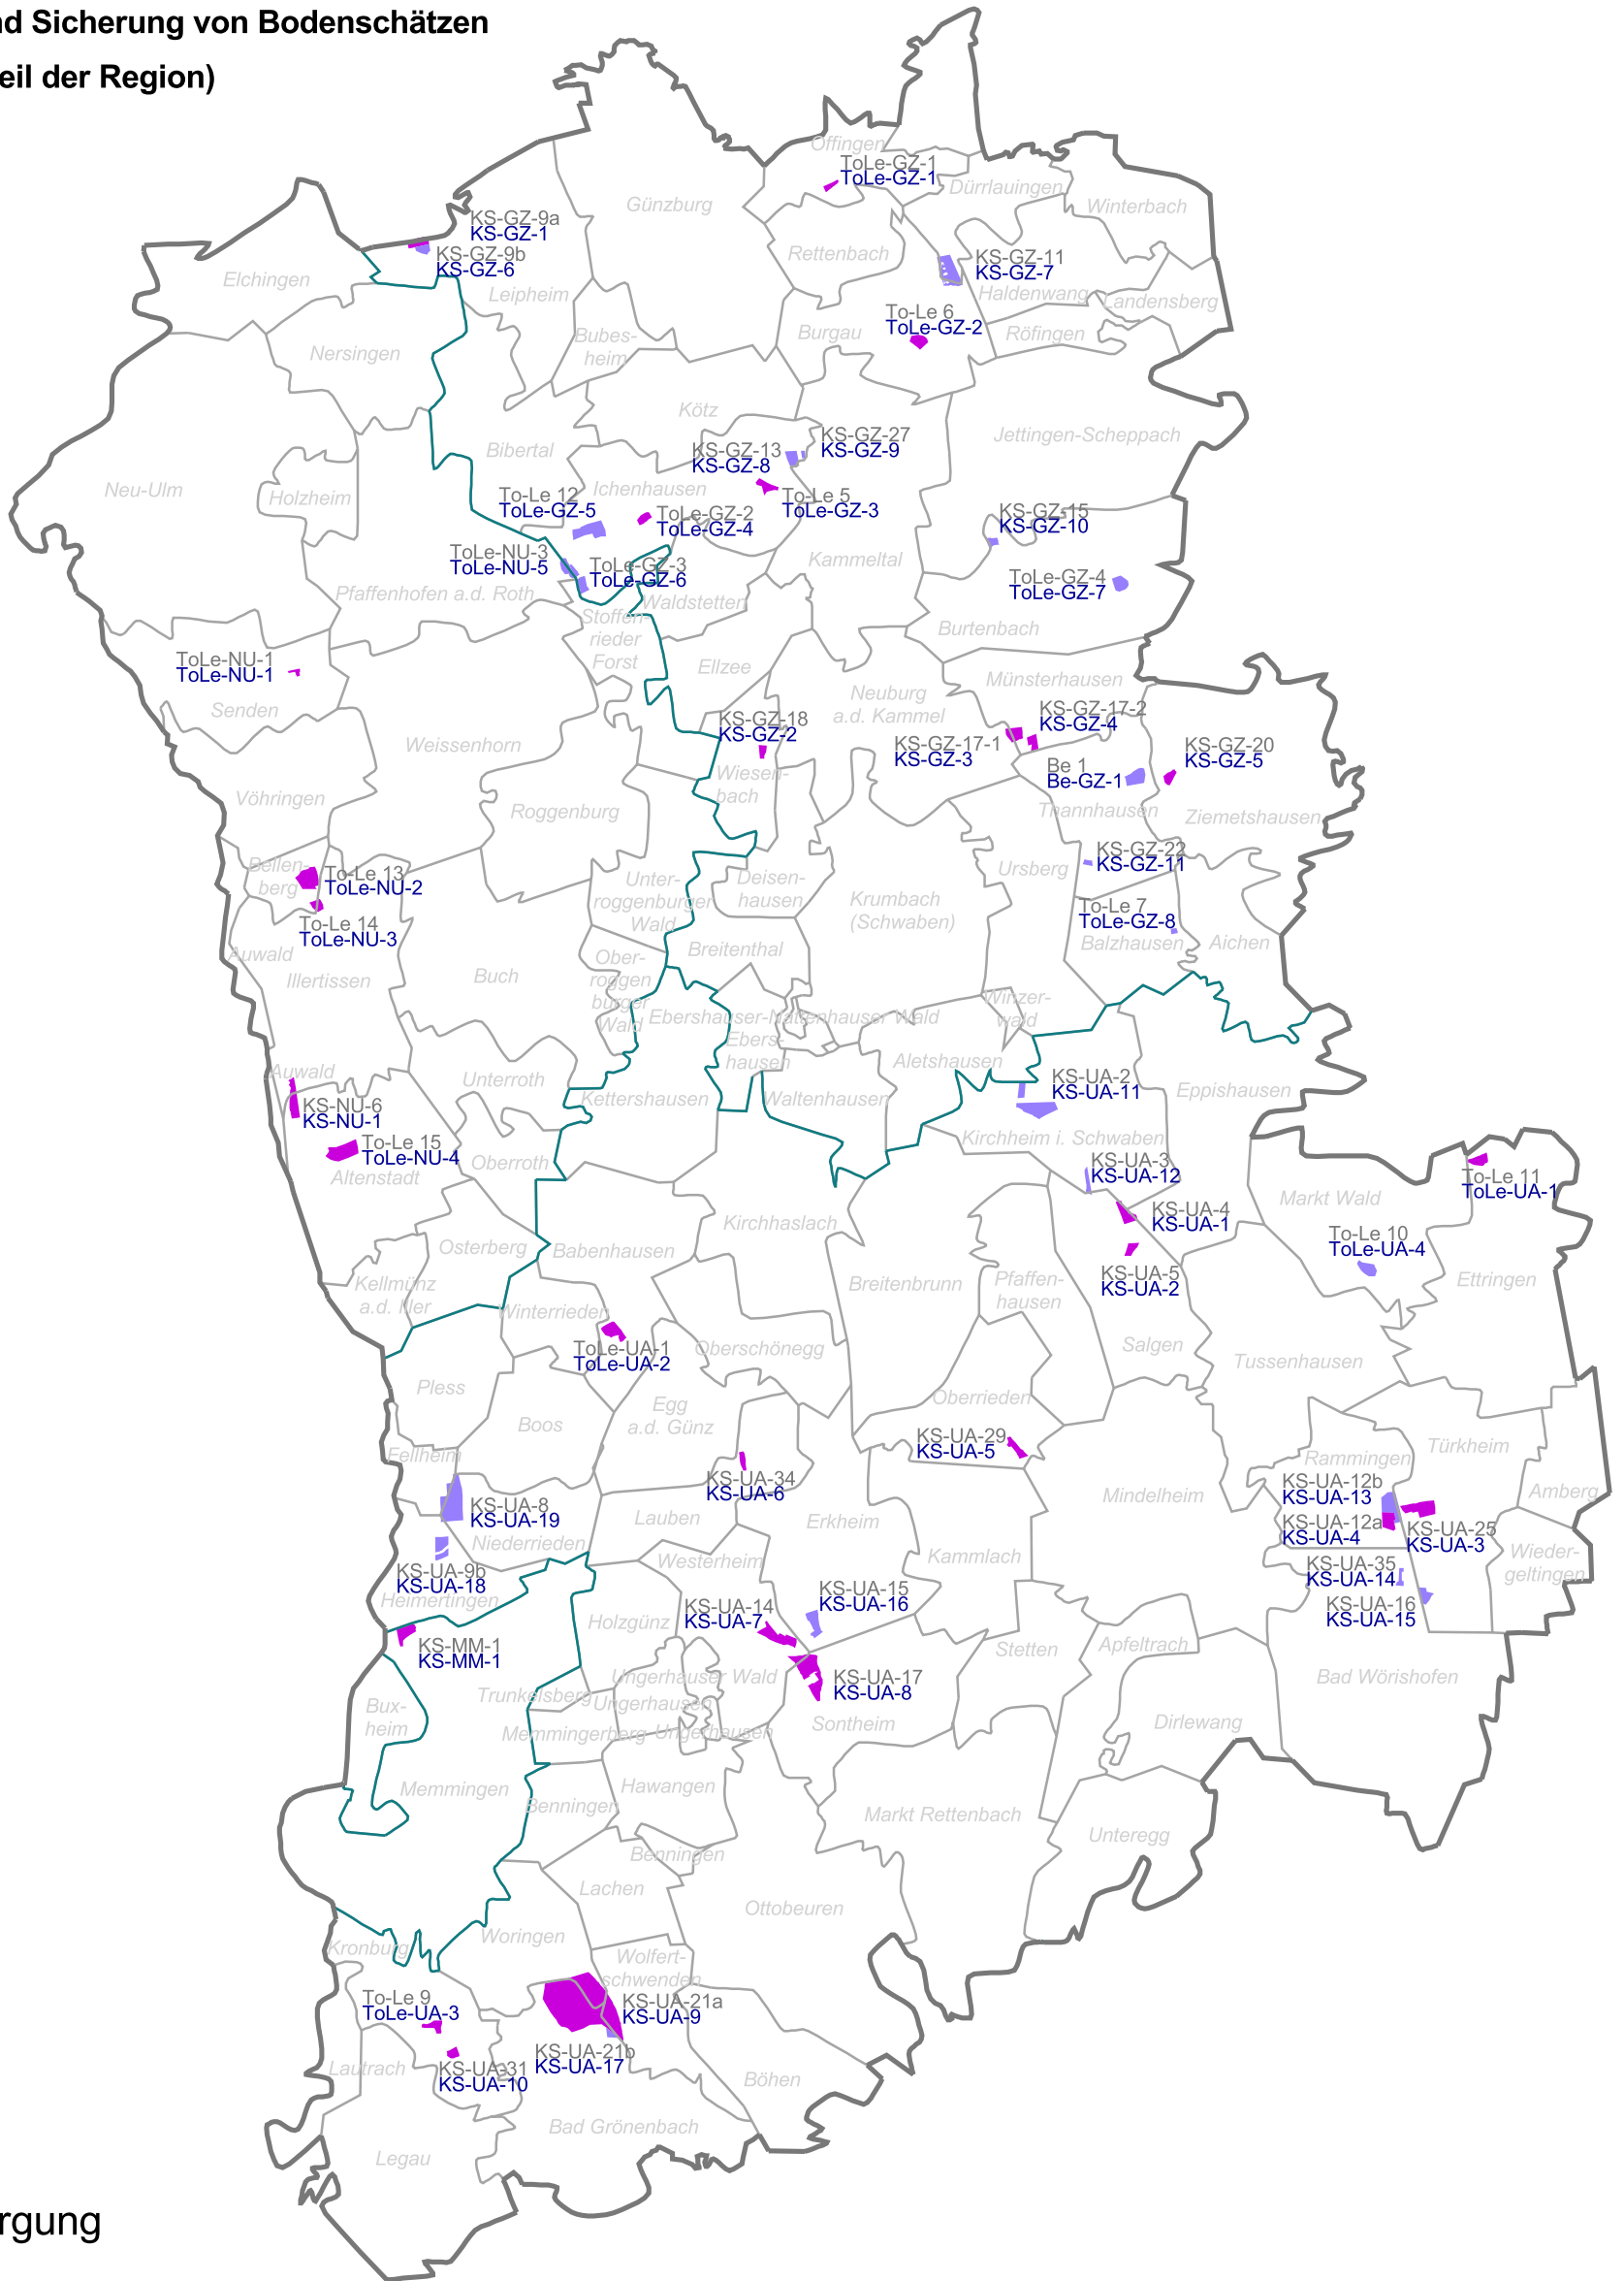 nd Sicherung von Bodenschätzen
eil der Region)
Offingen
ToLe-GZ-1
ToLe-GZ-1
Dürrlauingen
Winterbach
Günzburg
KS-GZ-9a
KS-GZ-1
KS-GZ-9b
KS-GZ-6
Rettenbach
KS-GZ-11
KS-GZ-7
Elchingen
Leipheim
Haldenwang
Landensberg
To-Le 6
ToLe-GZ-2
Nersingen
Bubes-
heim
Burgau
Röfingen
Kötz
Bibertal
KS-GZ-27
KS-GZ-9
KS-GZ-13
KS-GZ-8
Jettingen-Scheppach
Neu-Ulm
Holzheim
Ichenhausen
To-Le 12
ToLe-GZ-5
To-Le 5
ToLe-GZ-3
ToLe-GZ-2
ToLe-GZ-4
KS-GZ-15
KS-GZ-10
ToLe-NU-3
ToLe-NU-5
ToLe-GZ-3
ToLe-GZ-6
Kammeltal
ToLe-GZ-4
ToLe-GZ-7
Pfaffenhofen a.d. Roth
Waldstetten
Stoffen-
rieder
Forst
Burtenbach
ToLe-NU-1
ToLe-NU-1
Ellzee
Münsterhausen
Senden
Neuburg
a.d. Kammel
KS-GZ-18
KS-GZ-2
KS-GZ-17-2
KS-GZ-4
KS-GZ-17-1
KS-GZ-3
KS-GZ-20
KS-GZ-5
Weissenhorn
Wiesen-
bach
Be 1
Be-GZ-1
Vöhringen
Roggenburg
Thannhausen
Ziemetshausen
KS-GZ-22
KS-GZ-11
Bellen-
berg
To-Le 13
ToLe-NU-2
Unter-
roggenburger
Wald
Deisen-
hausen
Krumbach
(Schwaben)
Ursberg
To-Le 14
ToLe-NU-3
To-Le 7
ToLe-GZ-8
Auwald
Breitenthal
Balzhausen
Aichen
Illertissen
Buch
Ober-
roggen
burger
Wald
Ebershauser-Nattenhauser Wald
Winzer-
wald
Ebers-
hausen
Aletshausen
Auwald
Unterroth
Kettershausen
Waltenhausen
KS-UA-2
KS-UA-11
Eppishausen
KS-NU-6
KS-NU-1
To-Le 15
ToLe-NU-4
Kirchheim i. Schwaben
Oberroth
Altenstadt
KS-UA-3
KS-UA-12
To-Le 11
ToLe-UA-1
Markt Wald
KS-UA-4
KS-UA-1
Kirchhaslach
To-Le 10
ToLe-UA-4
Osterberg
Babenhausen
Kellmünz
a.d. Iller
Breitenbrunn
Pfaffen-
hausen
KS-UA-5
KS-UA-2
Ettringen
Winterrieden
ToLe-UA-1
ToLe-UA-2
Oberschönegg
Salgen
Tussenhausen
Pless
Egg
a.d. Günz
Oberrieden
Boos
Fellheim
KS-UA-29
KS-UA-5
Türkheim
Rammingen
KS-UA-34
KS-UA-6
KS-UA-12b
KS-UA-13
Mindelheim
Amberg
KS-UA-8
KS-UA-19
Lauben
Erkheim
KS-UA-12a
KS-UA-4
KS-UA-25
KS-UA-3
Niederrieden
Westerheim
Kammlach
Wieder-
geltingen
KS-UA-9b
KS-UA-18
KS-UA-35
KS-UA-14
Heimertingen
KS-UA-15
KS-UA-16
KS-UA-14
KS-UA-7
KS-UA-16
KS-UA-15
Holzgünz
KS-MM-1
KS-MM-1
Stetten
Apfeltrach
Ungerhauser Wald
KS-UA-17
KS-UA-8
Bad Wörishofen
Trunkelsberg
Ungerhausen
Bux-
heim
Memmingerberg
Ungerhausen
Sontheim
Dirlewang
Memmingen
Hawangen
Benningen
Markt Rettenbach
Unteregg
Benningen
Lachen
Ottobeuren
Woringen
Kronburg
Wolfert-
schwenden
To-Le 9
ToLe-UA-3
KS-UA-21a
KS-UA-9
KS-UA-21b
KS-UA-17
Lautrach
KS-UA-31
KS-UA-10
Böhen
Bad Grönenbach
Legau
rgung